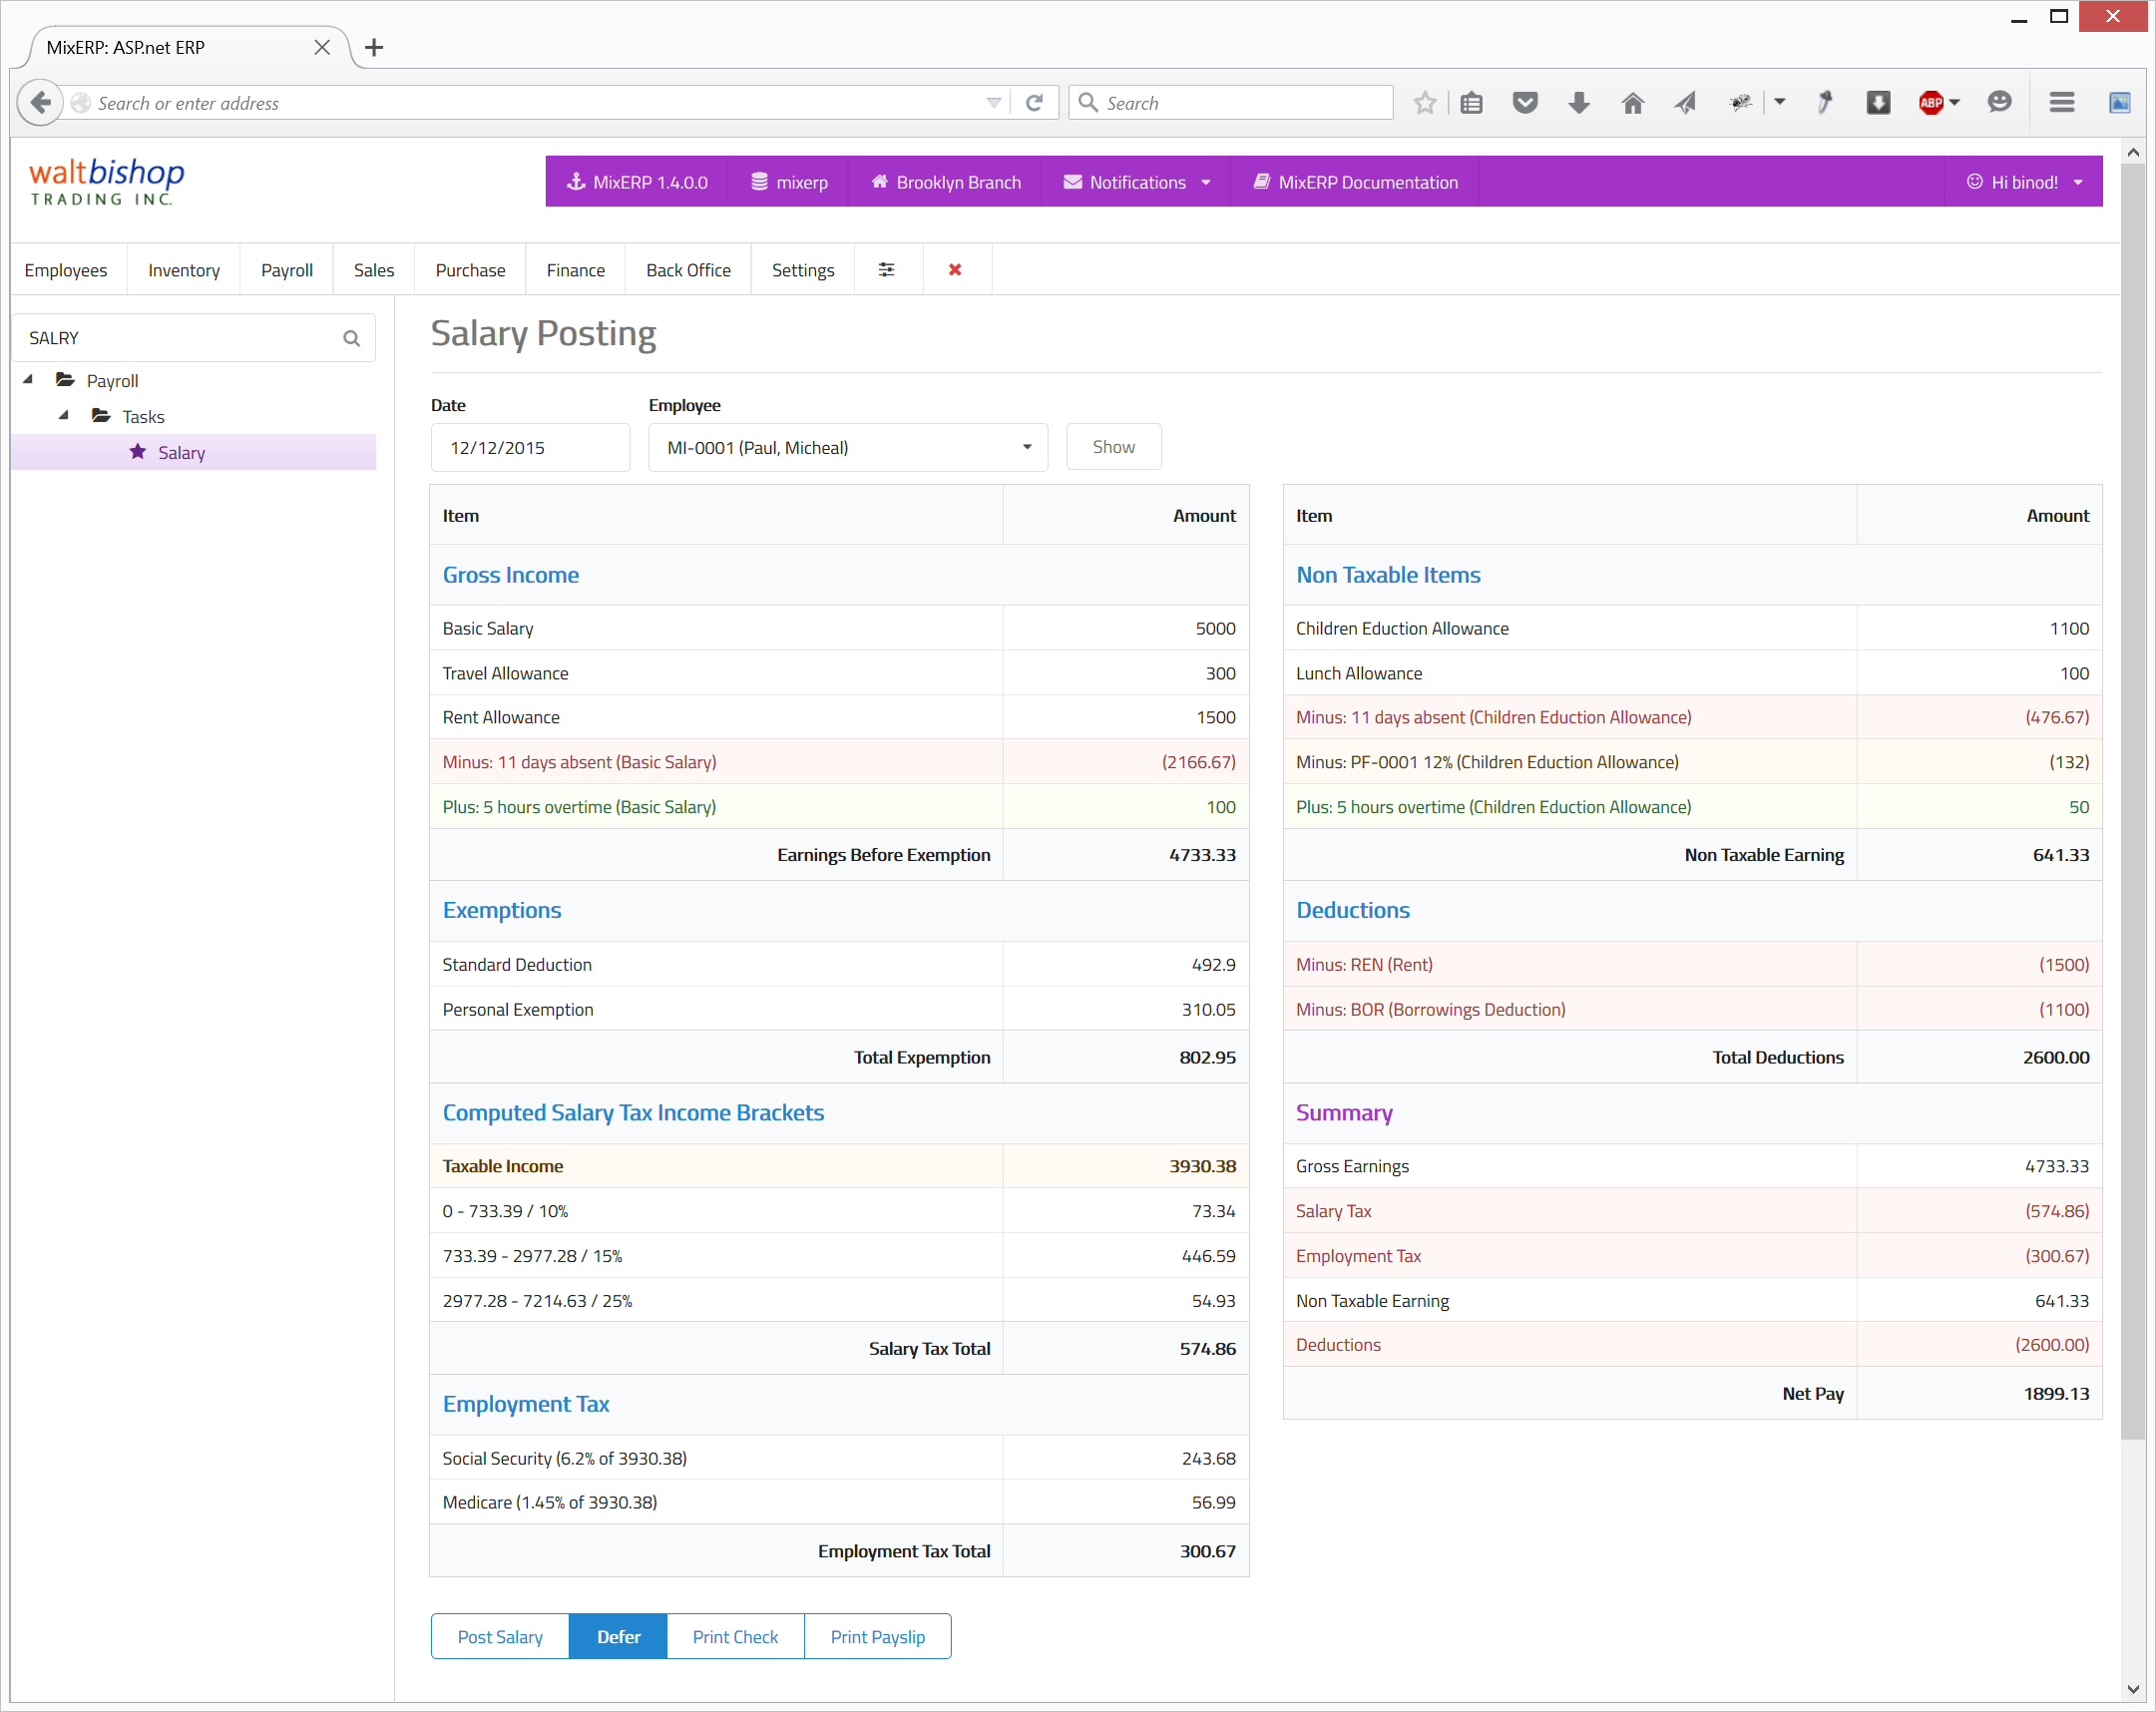 MixERP: ASP.net ERP
Search or enter address
Search
ABP
waltbishop
TRADING INC.
MixERP 1.4.0.0
mixerp
Brooklyn Branch
Notifications
MixERP Documentation
Hi binod!
Employees
Inventory
Payroll
Sales
Purchase
Finance
Back Office
Settings
SALRY
Payroll
Tasks
Salary
Salary Posting
Date
Employee
12/12/2015
MI-0001 (Paul, Micheal)
Show
Item Amount
Gross Income
Basic Salary 5000
Travel Allowance 300
Rent Allowance 1500
Minus: 11 days absent (Basic Salary) (2166.67)
Plus: 5 hours overtime (Basic Salary) 100
Earnings Before Exemption 4733.33
Exemptions
Standard Deduction 492.9
Personal Exemption 310.05
Total Expemption 802.95
Computed Salary Tax Income Brackets
Taxable Income 3930.38
0 - 733.39 / 10% 73.34
733.39 - 2977.28 / 15% 446.59
2977.28 - 7214.63 / 25% 54.93
Salary Tax Total 574.86
Employment Tax
Social Security (6.2% of 3930.38) 243.68
Medicare (1.45% of 3930.38) 56.99
Employment Tax Total 300.67
Item Amount
Non Taxable Items
Children Eduction Allowance 1100
Lunch Allowance 100
Minus: 11 days absent (Children Eduction Allowance) (476.67)
Minus: PF-0001 12% (Children Eduction Allowance) (132)
Plus: 5 hours overtime (Children Eduction Allowance) 50
Non Taxable Earning 641.33
Deductions
Minus: REN (Rent) (1500)
Minus: BOR (Borrowings Deduction) (1100)
Total Deductions 2600.00
Summary
Gross Earnings 4733.33
Salary Tax (574.86)
Employment Tax (300.67)
Non Taxable Earning 641.33
Deductions (2600.00)
Net Pay 1899.13
Post Salary
Defer
Print Check
Print Payslip